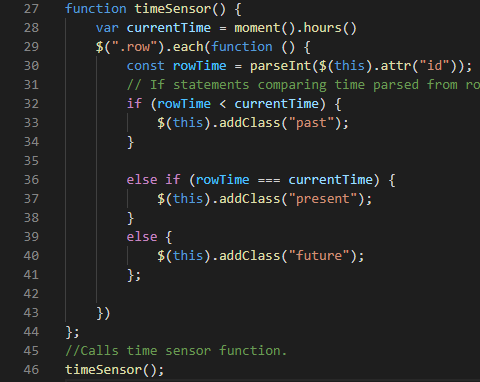 27 function timeSensor() {
28     var currentTime = moment().hours()
29     $(".row").each(function () {
30         const rowTime = parseInt($(this).attr("id"));
31         // If statements comparing time parsed from ro
32         if (rowTime < currentTime) {
33             $(this).addClass("past");
34         }
35
36         else if (rowTime === currentTime) {
37             $(this).addClass("present");
38         }
39         else {
40             $(this).addClass("future");
41         };
42
43     })
44 };
45 //Calls time sensor function.
46 timeSensor();